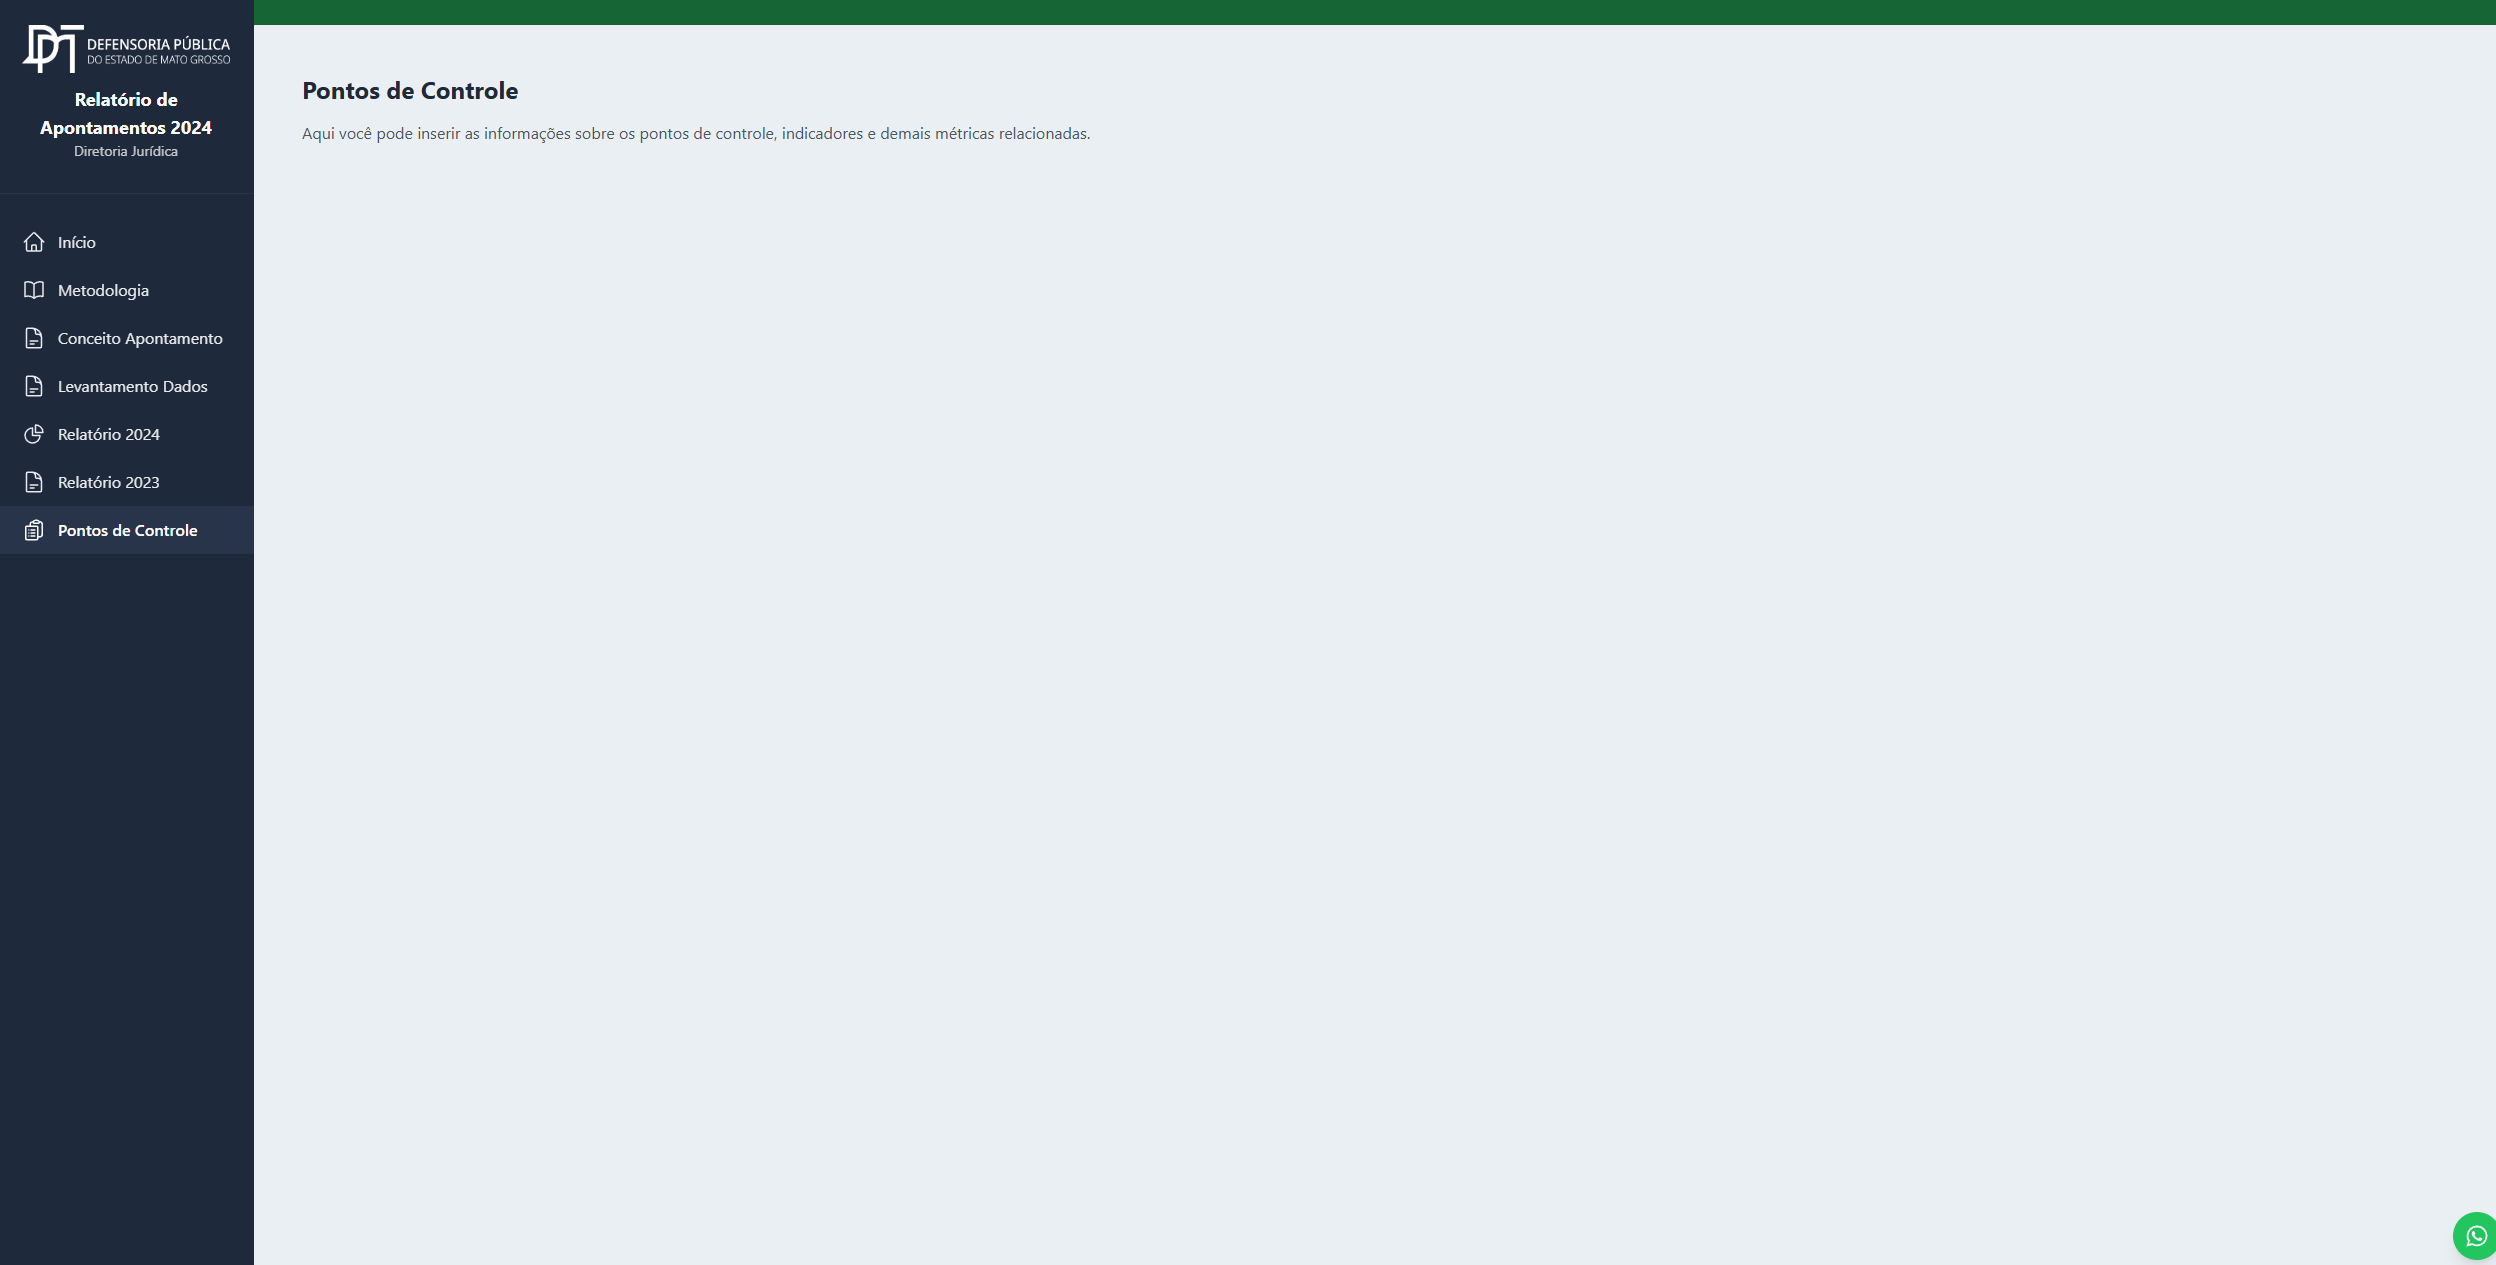 DEFENSORIA PÚBLICA
DO ESTADO DE MATO GROSSO
Relatório de
Apontamentos 2024
Diretoria Jurídica
Início
Metodologia
Conceito Apontamento
Levantamento Dados
Relatório 2024
Relatório 2023
Pontos de Controle
Pontos de Controle
Aqui você pode inserir as informações sobre os pontos de controle, indicadores e demais métricas relacionadas.